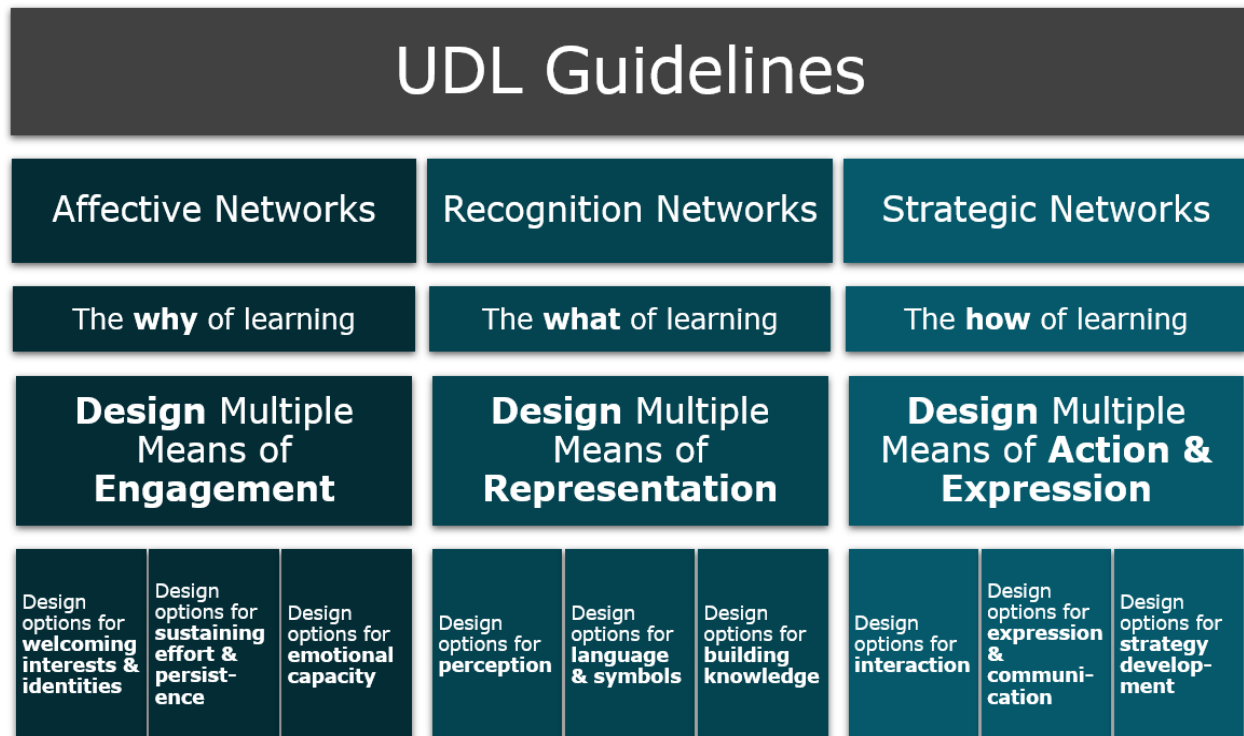 UDL Guidelines
Affective Networks
Recognition Networks
Strategic Networks
The why of learning
The what of learning
The how of learning
Design Multiple
Means of
Engagement
Design Multiple
Means of
Representation
Design Multiple
Means of Action &
Expression
Design
options for
welcoming
interests &
identities
Design
options for
sustaining
effort &
persist-
ence
Design
options for
emotional
capacity
Design
options for
perception
Design
options for
language
& symbols
Design
options for
building
knowledge
Design
options for
interaction
Design
options for
expression
&
communi-
cation
Design
options for
strategy
develop-
ment